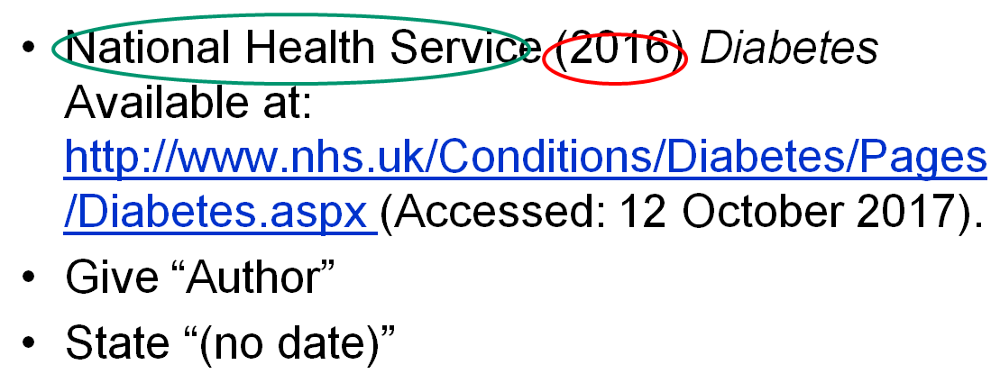 • National Health Service (2016) Diabetes
Available at:
http://www.nhs.uk/Conditions/Diabetes/Pages
/Diabetes.aspx (Accessed: 12 October 2017).
• Give “Author”
• State “(no date)”